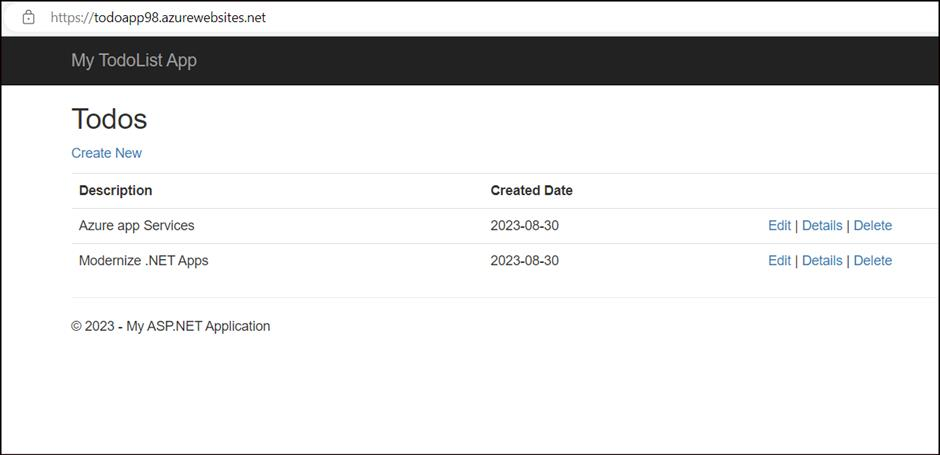 https://todoapp98.azurewebsites.net
My TodoList App
Todos
Create New
Description Created Date
Azure app Services 2023-08-30 Edit | Details | Delete
Modernize .NET Apps 2023-08-30 Edit | Details | Delete
© 2023 - My ASP.NET Application